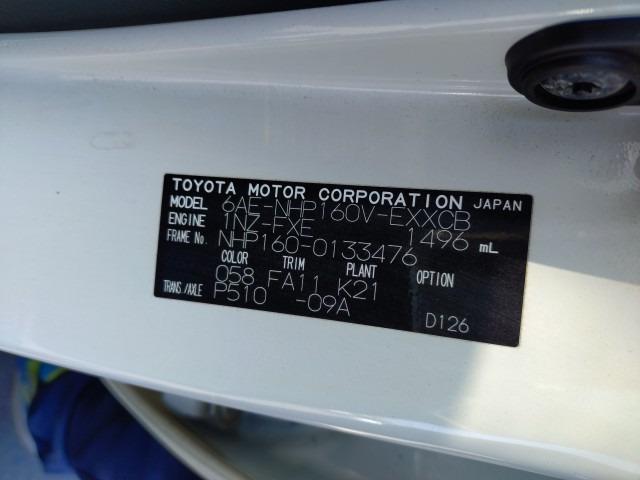 TOYOTA MOTOR CORPORATION JAPAN
MODEL 6AE-NHP160V-EXXCB
ENGINE 1NZ-FXE 1496 mL
FRAME No. NHP160-0133476
COLOR TRIM PLANT OPTION
058 FA11 K21
TRANS/AXLE P510 -09A
D126